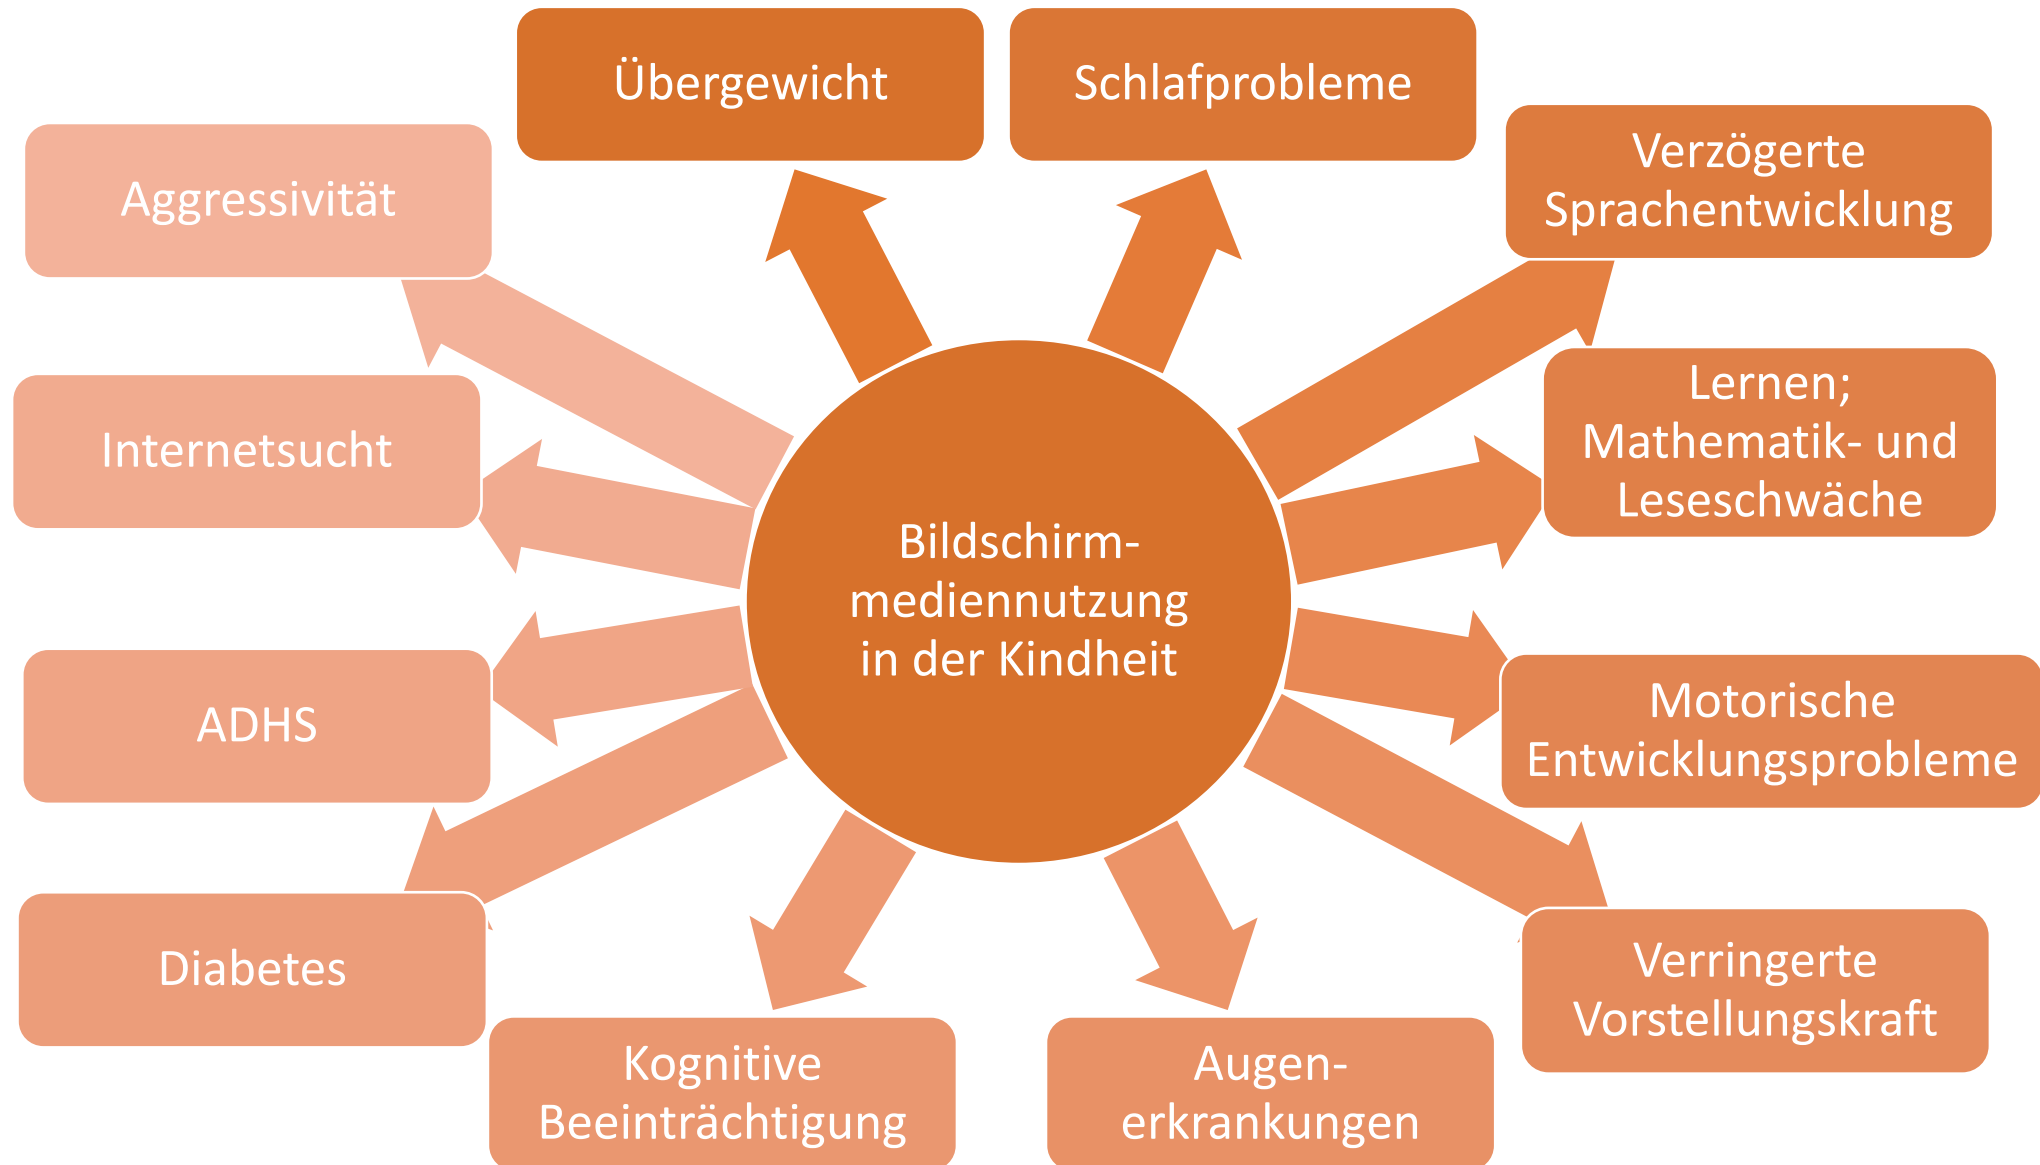 Übergewicht
Schlafprobleme
Verzögerte
Sprachentwicklung
Lernen;
Mathematik- und
Leseschwäche
Motorische
Entwicklungsprobleme
Verringerte
Vorstellungskraft
Augen-
erkrankungen
Kognitive
Beeinträchtigung
Diabetes
ADHS
Internetsucht
Aggressivität
Bildschirm-
mediennutzung
in der Kindheit